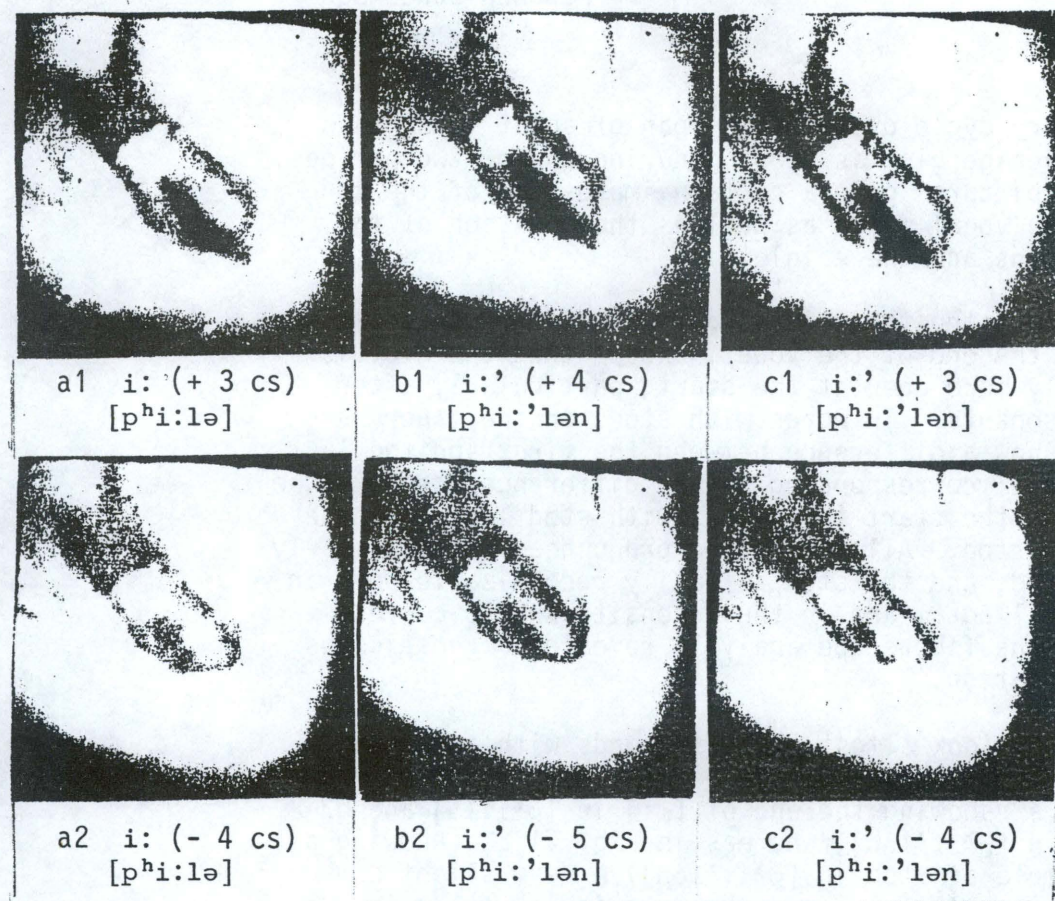 a1 i: (+ 3 cs)
[pʰi:lə]
b1 i:’ (+ 4 cs)
[pʰi:’lən]
c1 i:’ (+ 3 cs)
[pʰi:’lən]
a2 i: (- 4 cs)
[pʰi:lə]
b2 i:’ (- 5 cs)
[pʰi:’lən]
c2 i:’ (- 4 cs)
[pʰi:’lən]